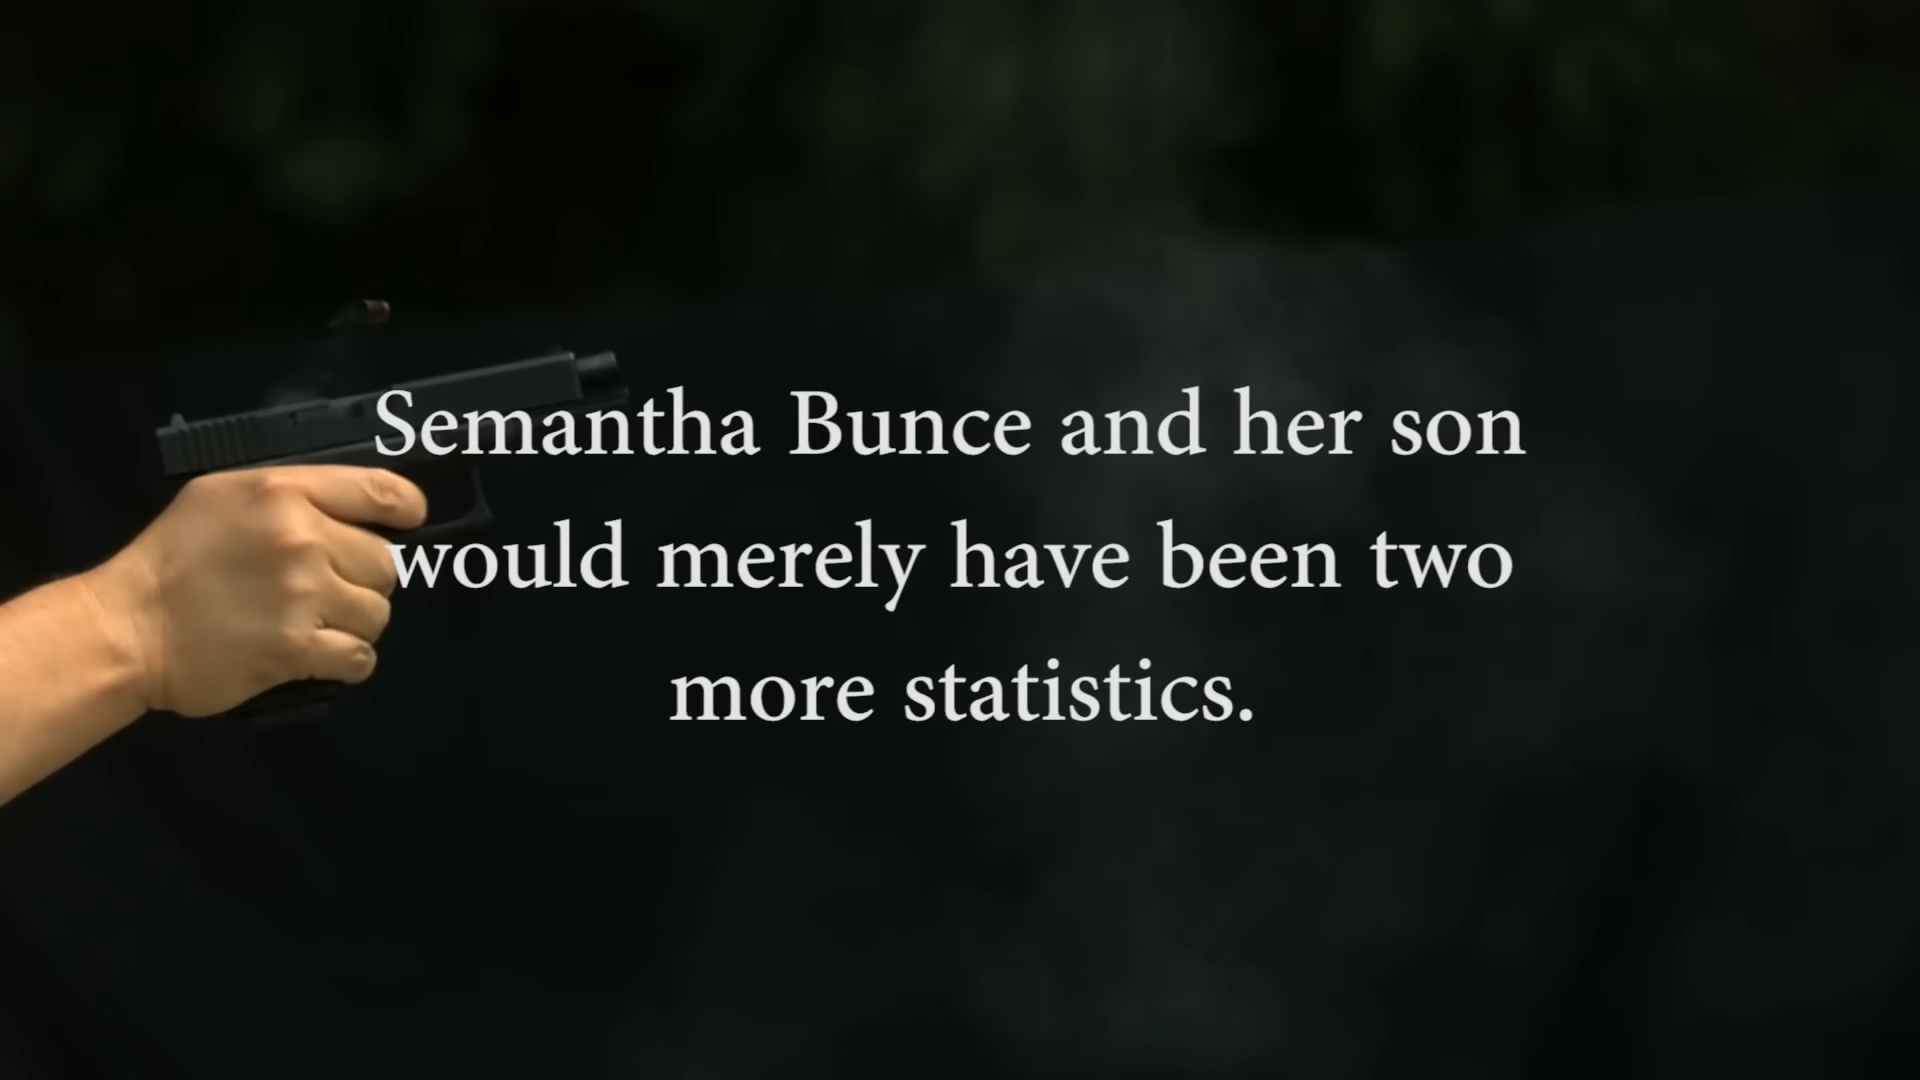 Semantha Bunce and her son
would merely have been two
more statistics.